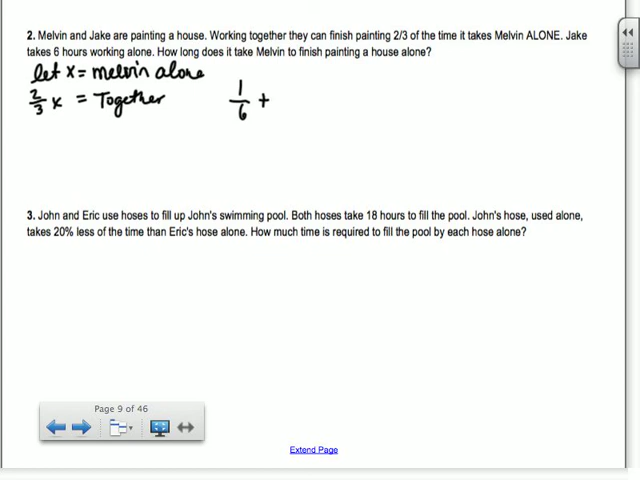 2. Melvin and Jake are painting a house. Working together they can finish painting 2/3 of the time it takes Melvin ALONE. Jake
takes 6 hours working alone. How long does it take Melvin to finish painting a house alone?
let x = melvin alone
2/3 x = Together
1/6 +
3. John and Eric use hoses to fill up John's swimming pool. Both hoses take 18 hours to fill the pool. John's hose, used alone,
takes 20% less of the time than Eric's hose alone. How much time is required to fill the pool by each hose alone?
Page 9 of 46
Extend Page